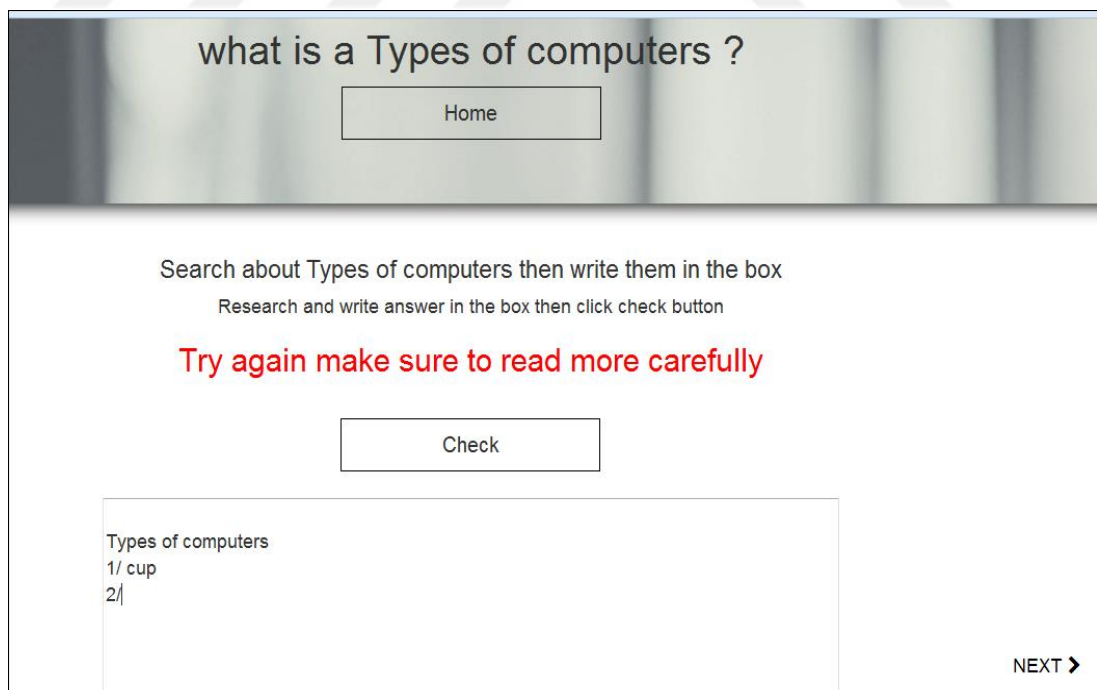 what is a Types of computers ?
Home
Search about Types of computers then write them in the box
Research and write answer in the box then click check button
Try again make sure to read more carefully
Check
Types of computers
1/ cup
2/
NEXT